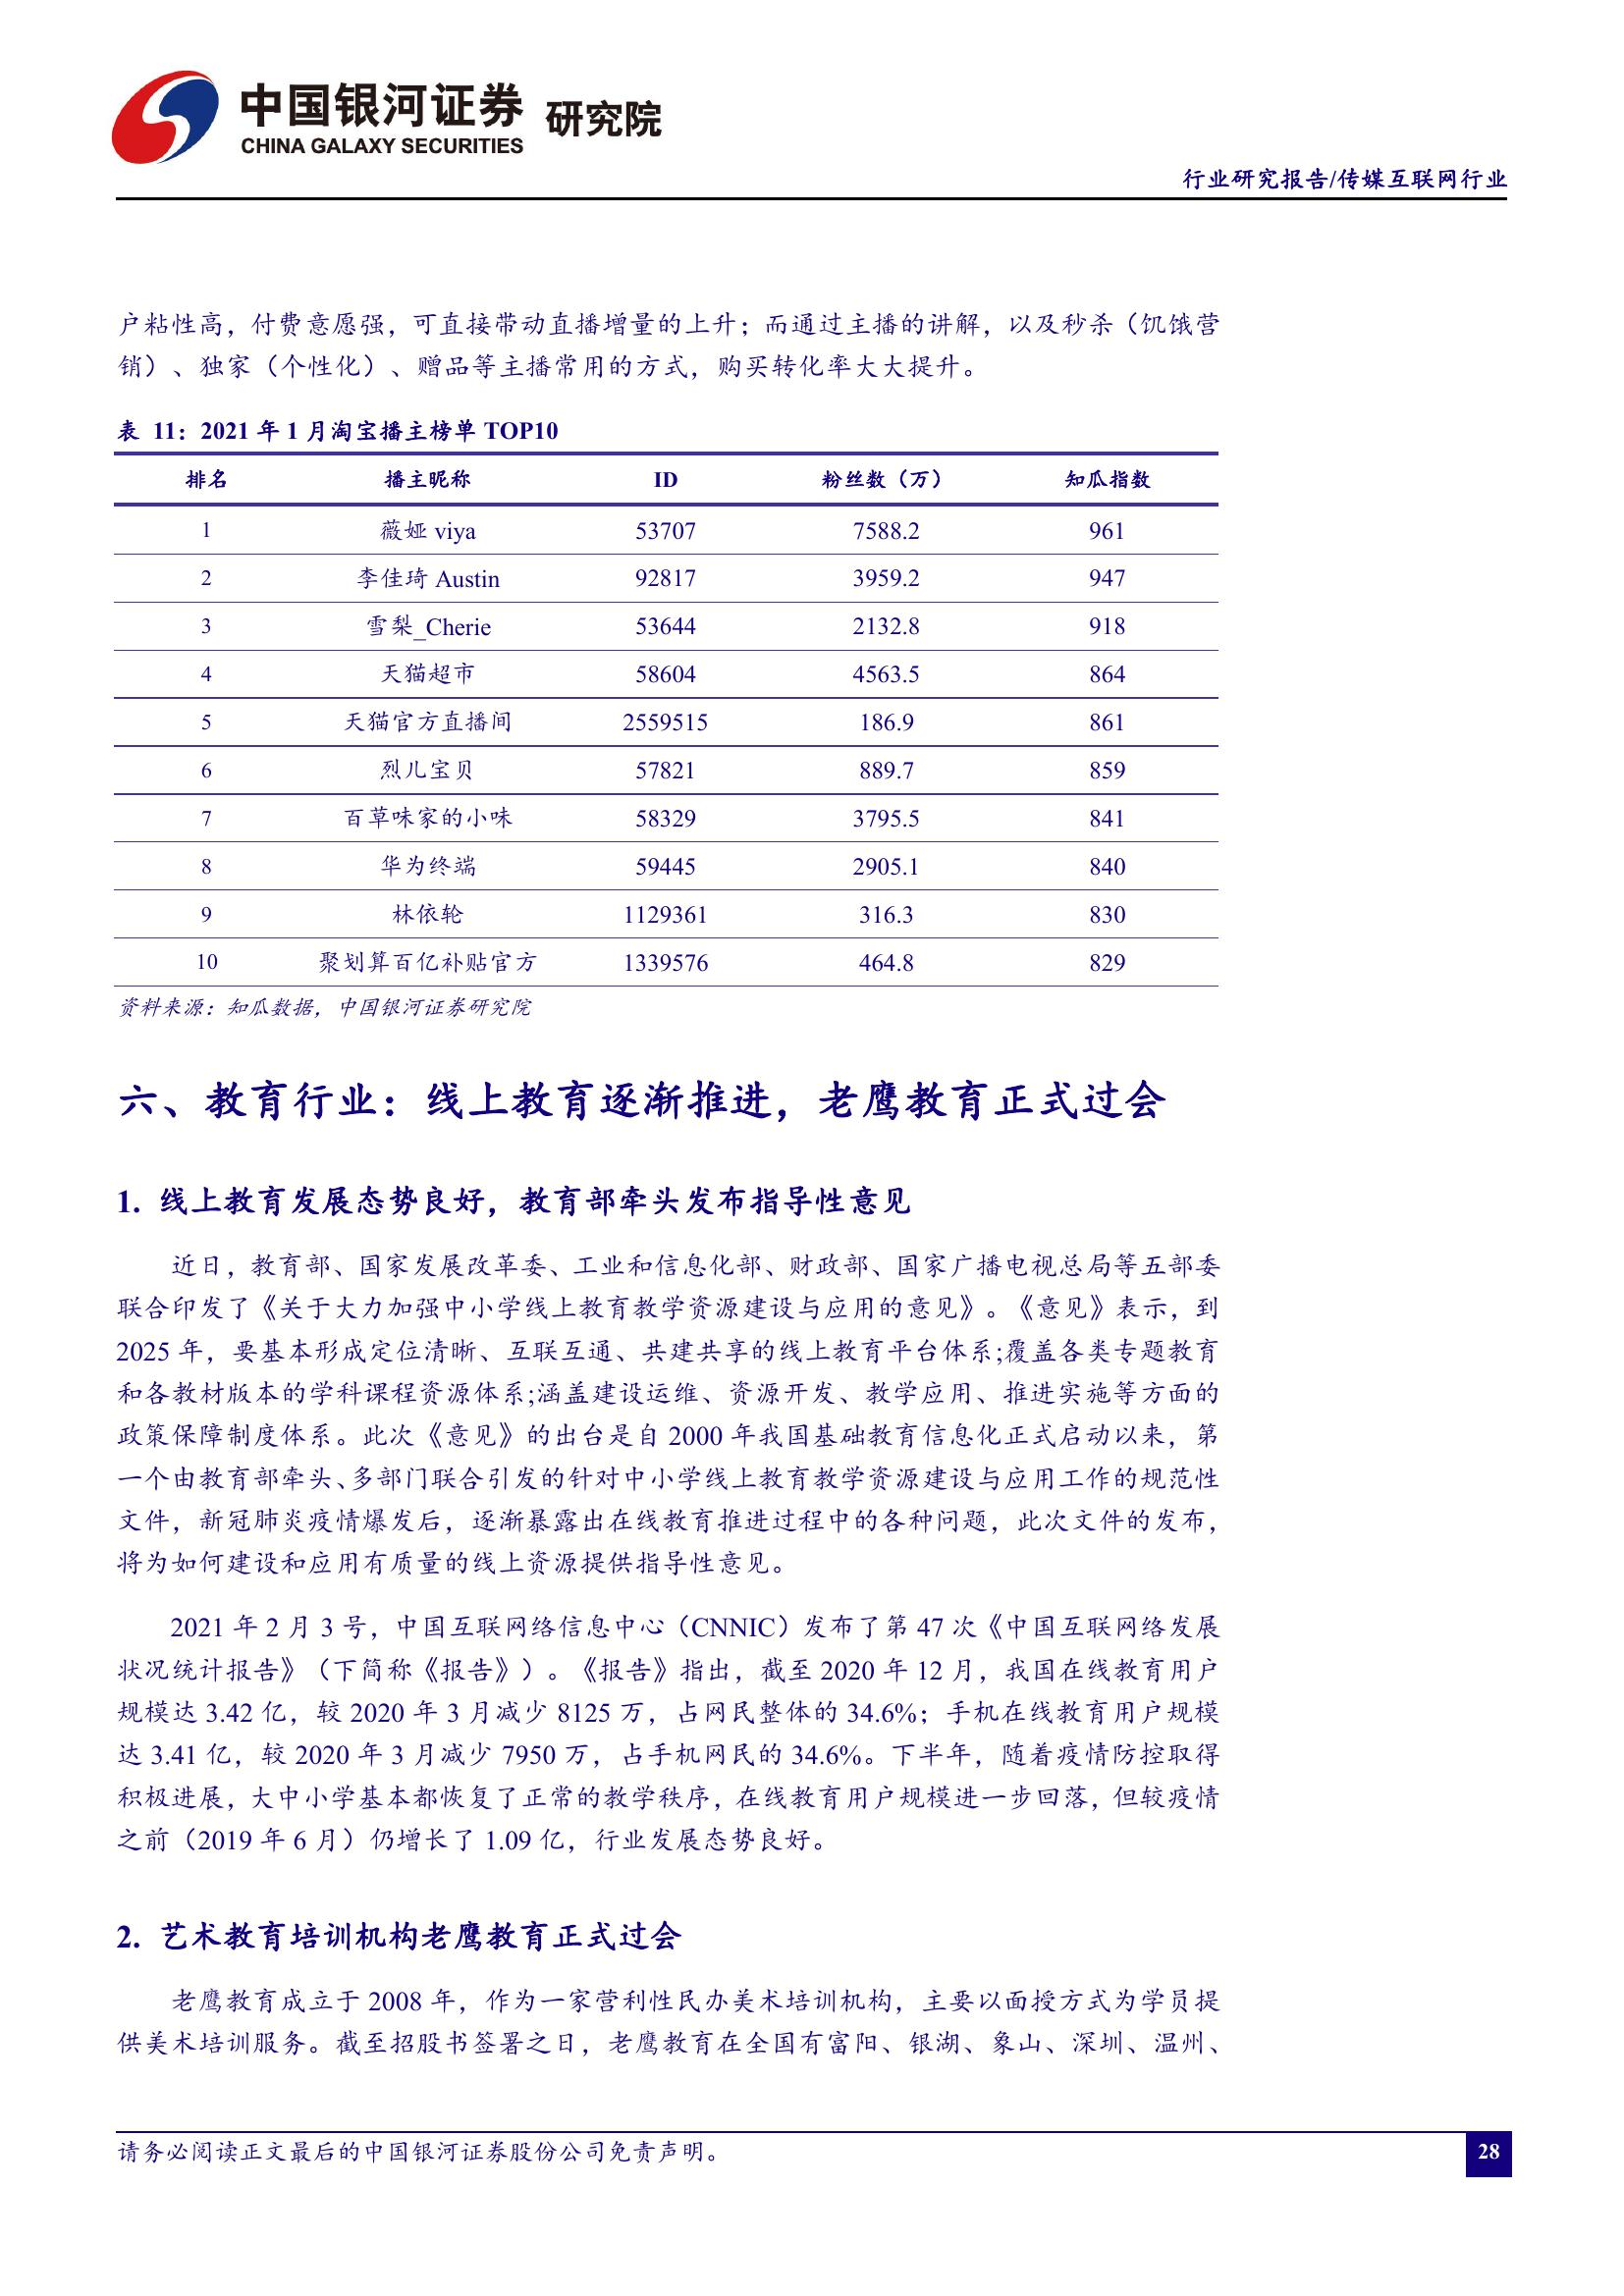 中国银河证券 研究院
CHINA GALAXY SECURITIES
行业研究报告/传媒互联网行业
户粘性高，付费意愿强，可直接带动直播增量的上升；而通过主播的讲解，以及秒杀（饥饿营
销）、独家（个性化）、赠品等主播常用的方式，购买转化率大大提升。
表 11：2021 年 1 月淘宝播主榜单 TOP10
排名 播主昵称 ID 粉丝数（万） 知瓜指数
1 薇娅 viya 53707 7588.2 961
2 李佳琦 Austin 92817 3959.2 947
3 雪梨_Cherie 53644 2132.8 918
4 天猫超市 58604 4563.5 864
5 天猫官方直播间 2559515 186.9 861
6 烈儿宝贝 57821 889.7 859
7 百草味家的小味 58329 3795.5 841
8 华为终端 59445 2905.1 840
9 林依轮 1129361 316.3 830
10 聚划算百亿补贴官方 1339576 464.8 829
资料来源：知瓜数据，中国银河证券研究院
六、教育行业：线上教育逐渐推进，老鹰教育正式过会
1. 线上教育发展态势良好，教育部牵头发布指导性意见
近日，教育部、国家发展改革委、工业和信息化部、财政部、国家广播电视总局等五部委
联合印发了《关于大力加强中小学线上教育教学资源建设与应用的意见》。《意见》表示，到
2025 年，要基本形成定位清晰、互联互通、共建共享的线上教育平台体系;覆盖各类专题教育
和各教材版本的学科课程资源体系;涵盖建设运维、资源开发、教学应用、推进实施等方面的
政策保障制度体系。此次《意见》的出台是自 2000 年我国基础教育信息化正式启动以来，第
一个由教育部牵头、多部门联合引发的针对中小学线上教育教学资源建设与应用工作的规范性
文件，新冠肺炎疫情爆发后，逐渐暴露出在线教育推进过程中的各种问题，此次文件的发布，
将为如何建设和应用有质量的线上资源提供指导性意见。
2021 年 2 月 3 号，中国互联网络信息中心（CNNIC）发布了第 47 次《中国互联网络发展
状况统计报告》（下简称《报告》）。《报告》指出，截至 2020 年 12 月，我国在线教育用户
规模达 3.42 亿，较 2020 年 3 月减少 8125 万，占网民整体的 34.6%；手机在线教育用户规模
达 3.41 亿，较 2020 年 3 月减少 7950 万，占手机网民的 34.6%。下半年，随着疫情防控取得
积极进展，大中小学基本都恢复了正常的教学秩序，在线教育用户规模进一步回落，但较疫情
之前（2019 年 6 月）仍增长了 1.09 亿，行业发展态势良好。
2. 艺术教育培训机构老鹰教育正式过会
老鹰教育成立于 2008 年，作为一家营利性民办美术培训机构，主要以面授方式为学员提
供美术培训服务。截至招股书签署之日，老鹰教育在全国有富阳、银湖、象山、深圳、温州、
请务必阅读正文最后的中国银河证券股份公司免责声明。
28